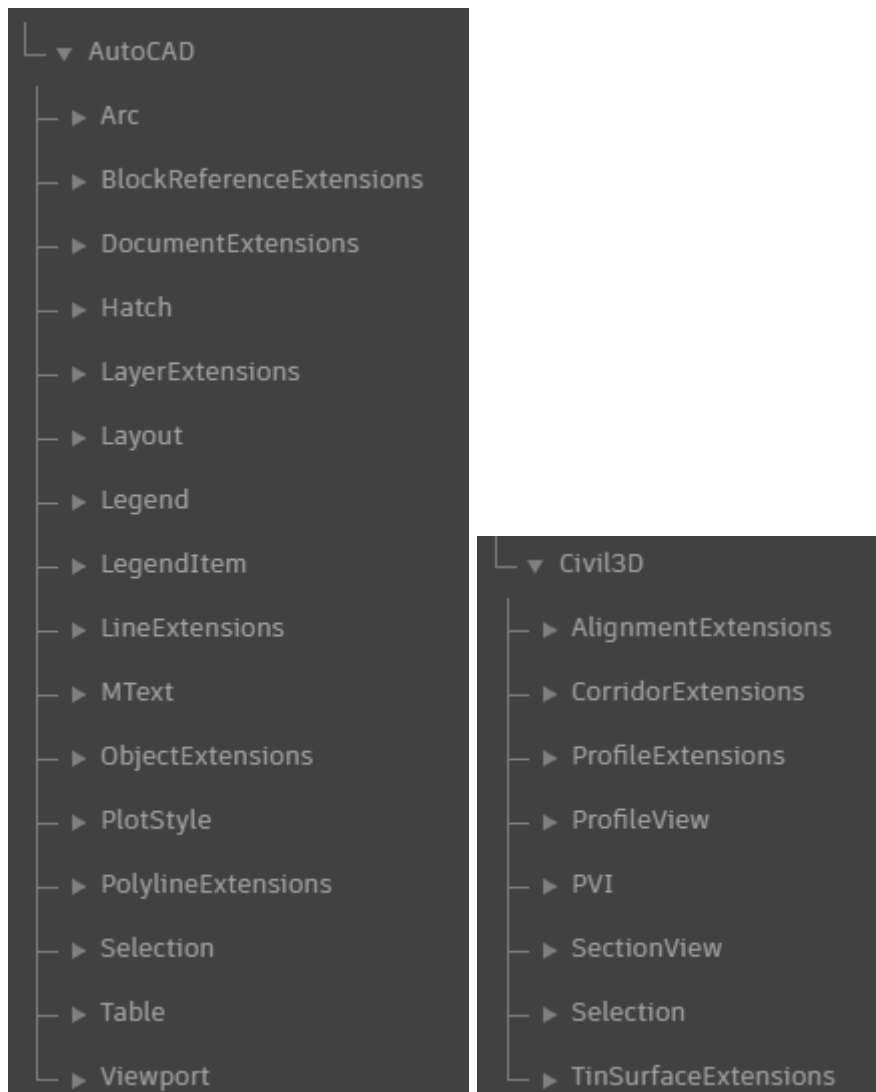 AutoCAD
Arc
BlockReferenceExtensions
DocumentExtensions
Hatch
LayerExtensions
Layout
Legend
LegendItem
LineExtensions
MText
ObjectExtensions
PlotStyle
PolylineExtensions
Selection
Table
Viewport
Civil3D
AlignmentExtensions
CorridorExtensions
ProfileExtensions
ProfileView
PVI
SectionView
Selection
TinSurfaceExtensions